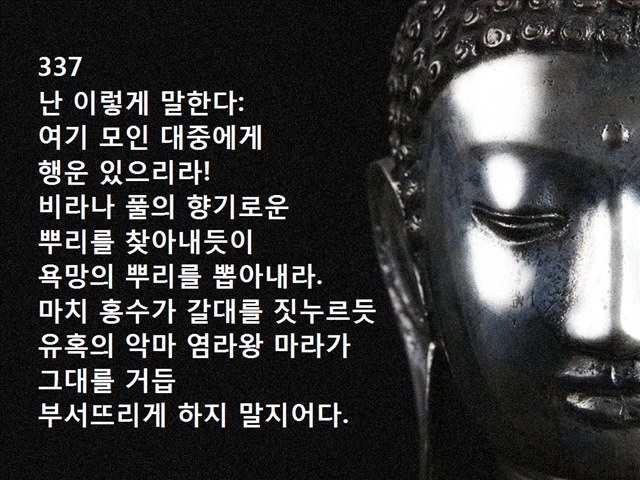 337
난 이렇게 말한다:
여기 모인 대중에게
행운 있으리라!
비라나 풀의 향기로운
뿌리를 찾아내듯이
욕망의 뿌리를 뽑아내라.
마치 홍수가 갈대를 짓누르듯
유혹의 악마 염라왕 마라가
그대를 거듭
부서뜨리게 하지 말지어다.